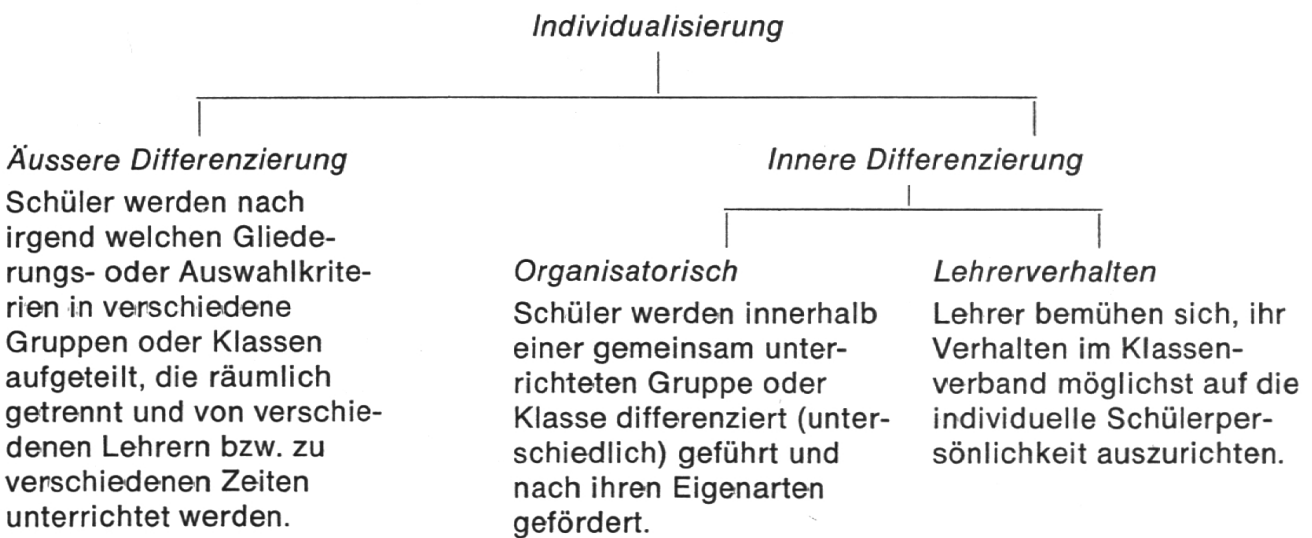 Individualisierung
Äussere Differenzierung
Schüler werden nach
irgend welchen Gliede-
rungs- oder Auswahlkrite-
rien in verschiedene
Gruppen oder Klassen
aufgeteilt, die räumlich
getrennt und von verschie-
denen Lehrern bzw. zu
verschiedenen Zeiten
unterrichtet werden.
Innere Differenzierung
Organisatorisch
Schüler werden innerhalb
einer gemeinsam unter-
richteten Gruppe oder
Klasse differenziert (unter-
schiedlich) geführt und
nach ihren Eigenarten
gefördert.
Lehrerverhalten
Lehrer bemühen sich, ihr
Verhalten im Klassen-
verband möglichst auf die
individuelle Schülerper-
sönlichkeit auszurichten.